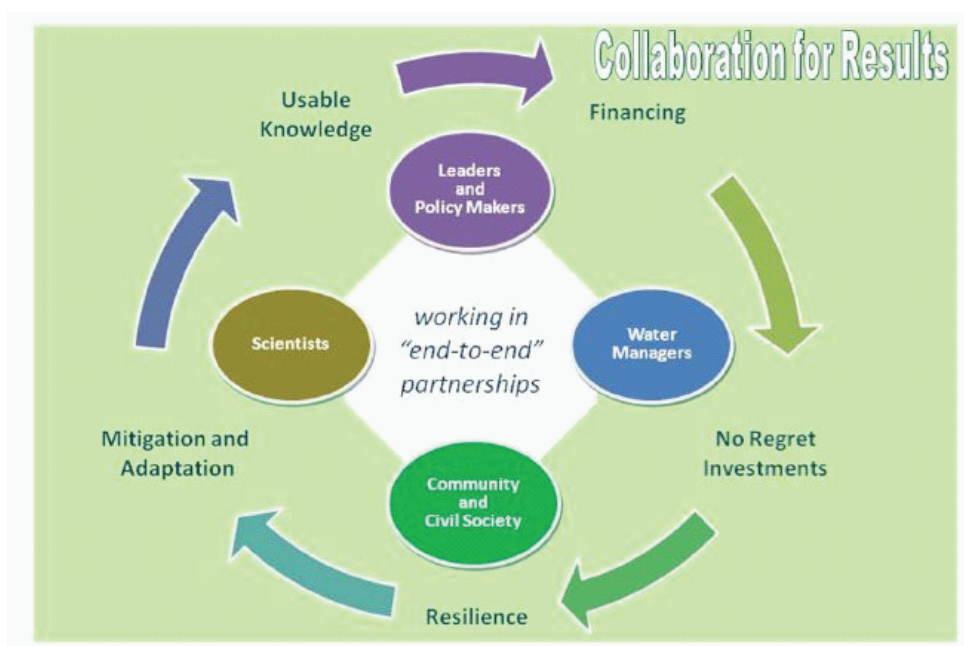 Collaboration for Results
Usable
Knowledge
Financing
Leaders
and
Policy Makers
Scientists
working in
"end-to-end"
partnerships
Water
Managers
Mitigation and
Adaptation
No Regret
Investments
Community
and
Civil Society
Resilience